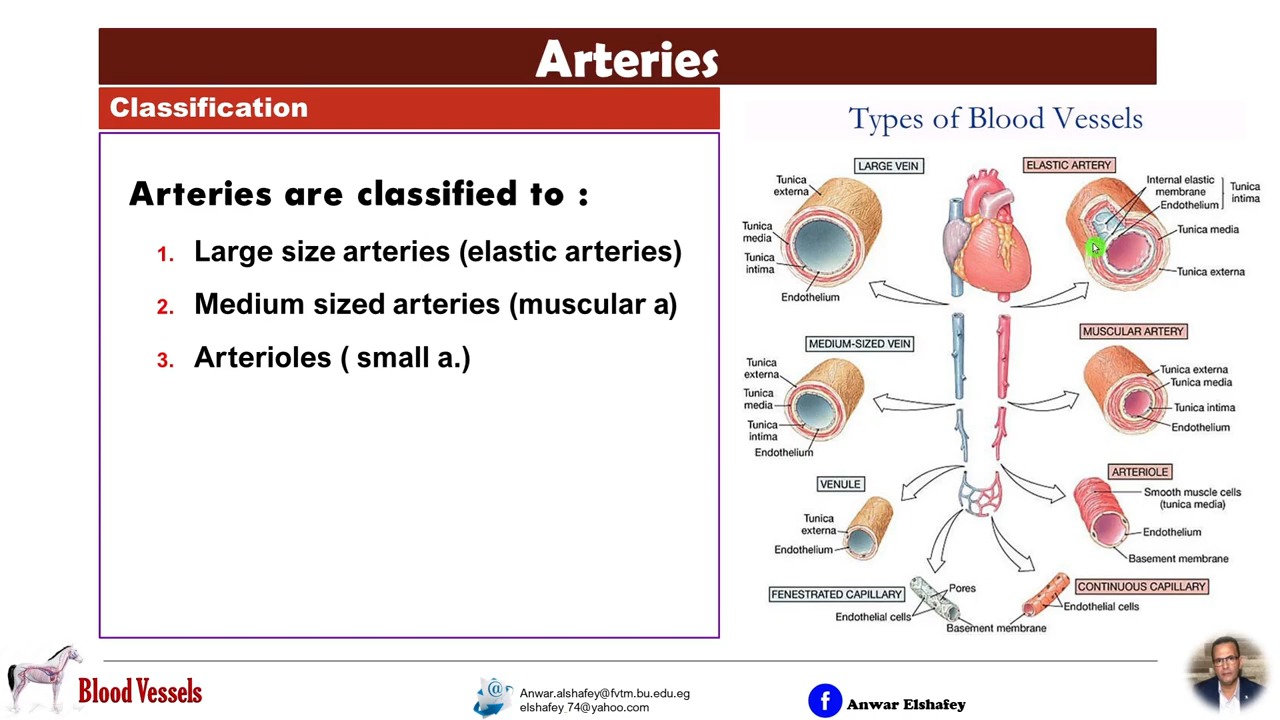 Arteries
Classification
Arteries are classified to :
1. Large size arteries (elastic arteries)
2. Medium sized arteries (muscular a)
3. Arterioles ( small a.)
Types of Blood Vessels
LARGE VEIN
Tunica
externa
Tunica
media
Tunica
intima
Endothelium
ELASTIC ARTERY
Internal elastic
membrane
Endothelium
Tunica
intima
Tunica media
Tunica externa
MEDIUM-SIZED VEIN
Tunica
externa
Tunica
media
Tunica
intima
Endothelium
MUSCULAR ARTERY
Tunica externa
Tunica media
Tunica intima
Endothelium
VENULE
Tunica
externa
Endothelium
ARTERIOLE
Smooth muscle cells
(tunica media)
Endothelium
Basement membrane
FENESTRATED CAPILLARY
Pores
Endothelial cells
Basement membrane
CONTINUOUS CAPILLARY
Endothelial cells
Blood Vessels
@
Anwar.alshafey@fvtm.bu.edu.eg
elshafey_74@yahoo.com
f
Anwar Elshafey